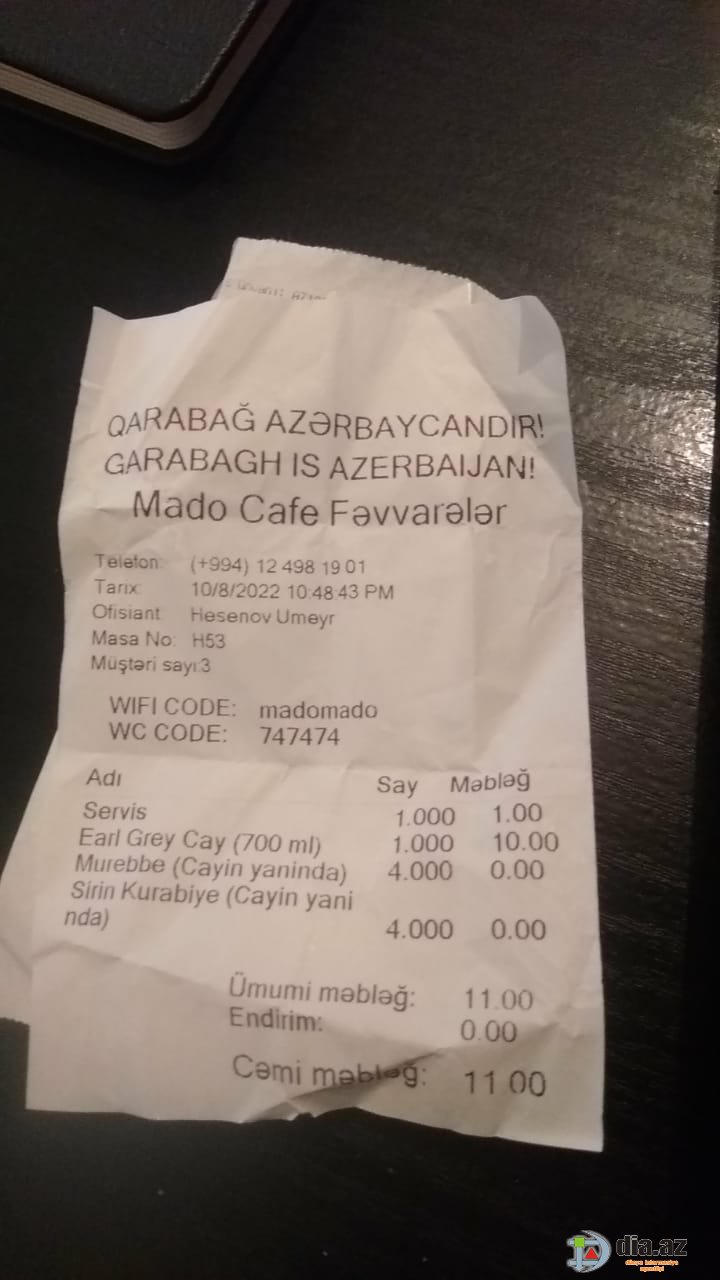 QARABAĞ AZƏRBAYCANDIR!
GARABAGH IS AZERBAIJAN!
Mado Cafe Fəvvarələr
Telefon: (+994) 12 498 19 01
Tarix: 10/8/2022 10:48:43 PM
Ofisiant: Hesenov Umeyr
Masa No: H53
Müştəri sayı:3
WIFI CODE: madomado
WC CODE: 747474
Adı Say Məbləğ
Servis 1.000 1.00
Earl Grey Cay (700 ml) 1.000 10.00
Murebbe (Cayin yaninda) 4.000 0.00
Sirin Kurabiye (Cayin yani
nda) 4.000 0.00
Ümumi məbləğ: 11.00
Endirim: 0.00
Cəmi məbləğ: 11.00
dia.az